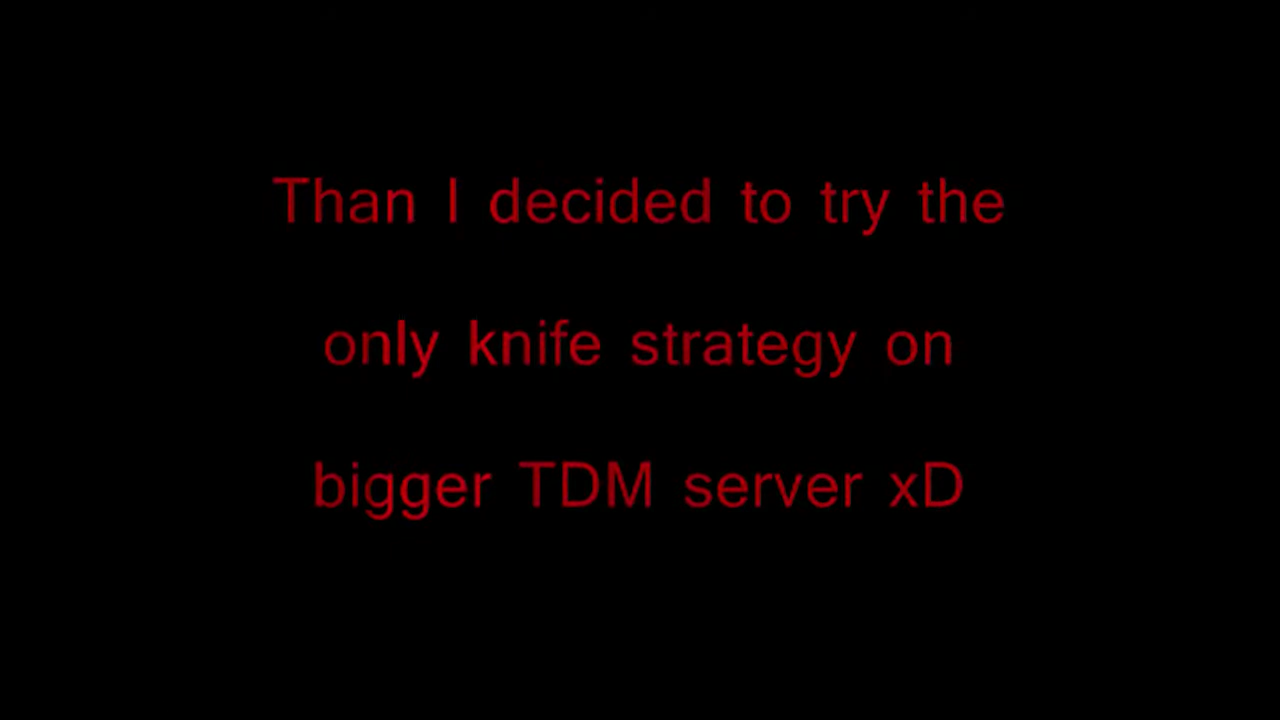 Than I decided to try the
only knife strategy on
bigger TDM server xD